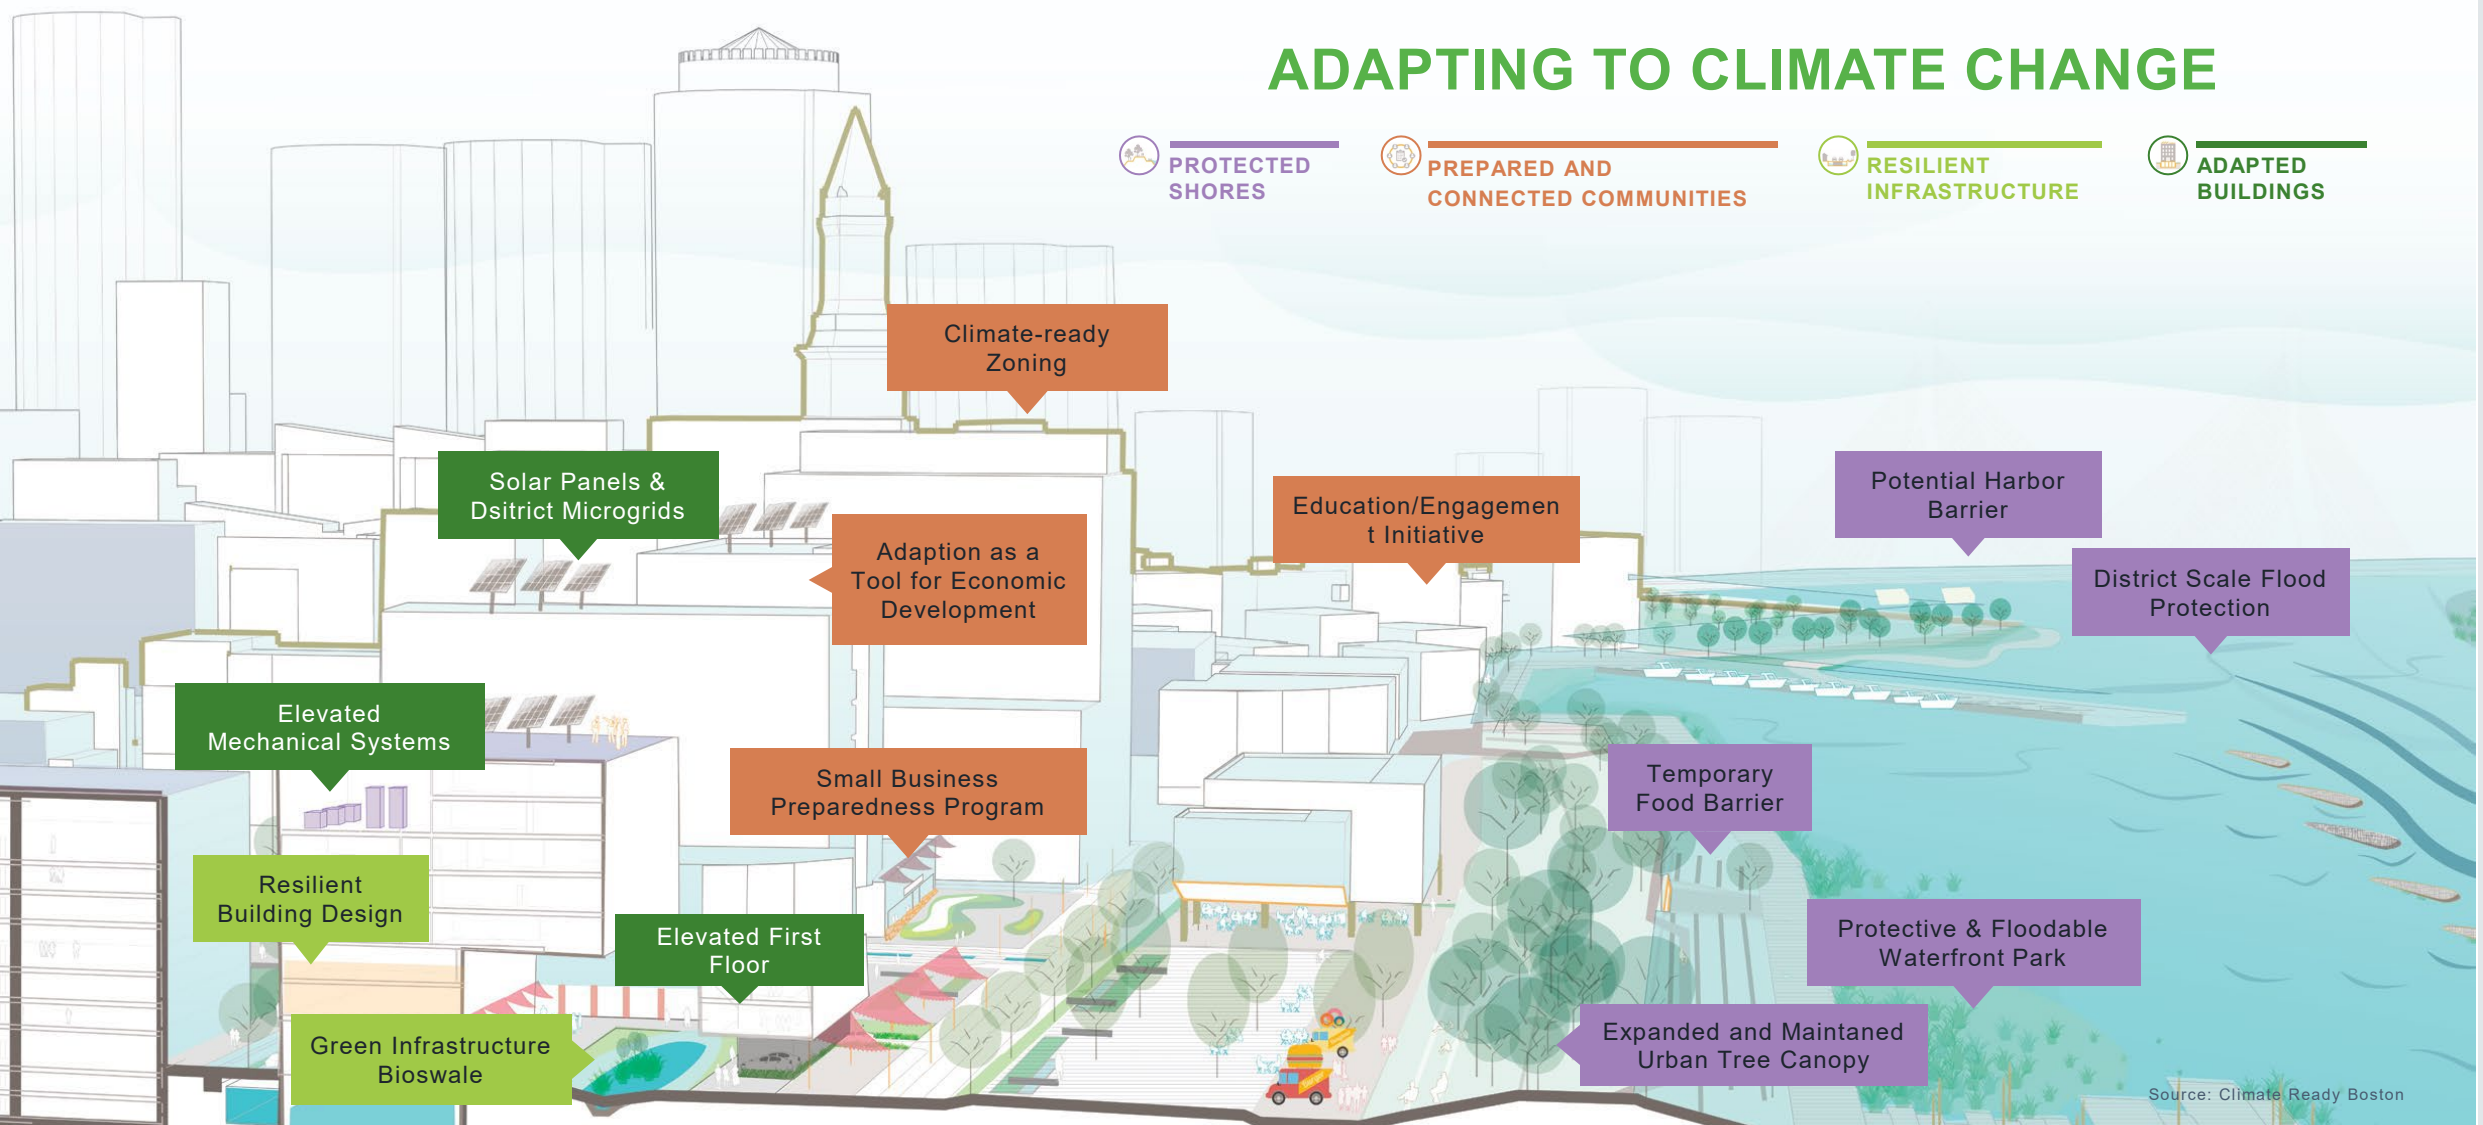 ADAPTING TO CLIMATE CHANGE
PROTECTED
SHORES
PREPARED AND
CONNECTED COMMUNITIES
RESILIENT
INFRASTRUCTURE
ADAPTED
BUILDINGS
Climate-ready
Zoning
Solar Panels &
Dsitrict Microgrids
Adaption as a
Tool for Economic
Development
Education/Engagemen
t Initiative
Potential Harbor
Barrier
District Scale Flood
Protection
Elevated
Mechanical Systems
Small Business
Preparedness Program
Temporary
Food Barrier
Resilient
Building Design
Elevated First
Floor
Protective & Floodable
Waterfront Park
Green Infrastructure
Bioswale
Expanded and Maintaned
Urban Tree Canopy
Source: Climate Ready Boston